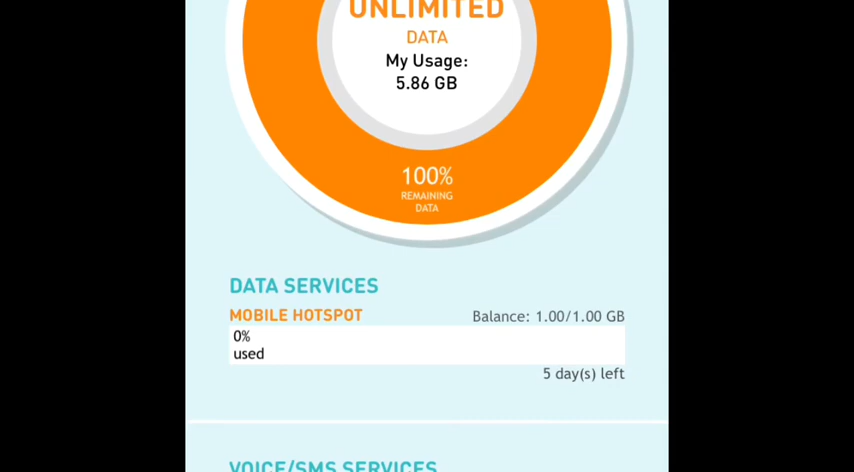 UNLIMITED
DATA
My Usage:
5.86 GB
100%
REMAINING
DATA
DATA SERVICES
MOBILE HOTSPOT
Balance: 1.00/1.00 GB
0%
used
5 day(s) left
VOICE/SMS SERVICES